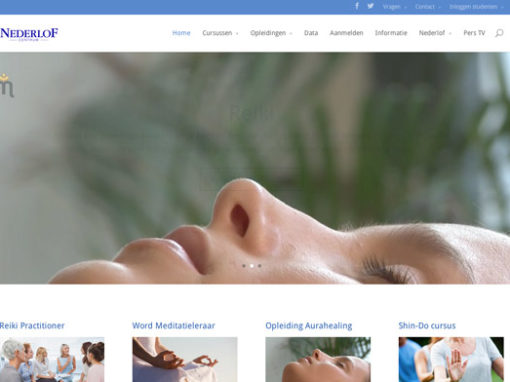 Vragen Contact Inloggen studenten
NEDERLOF
CENTRUM
Home Cursussen Opleidingen Data Aanmelden Informatie Nederlof Pers TV
Reiki
Reiki Practitioner Word Meditatieleraar Opleiding Aurahealing Shin-Do cursus